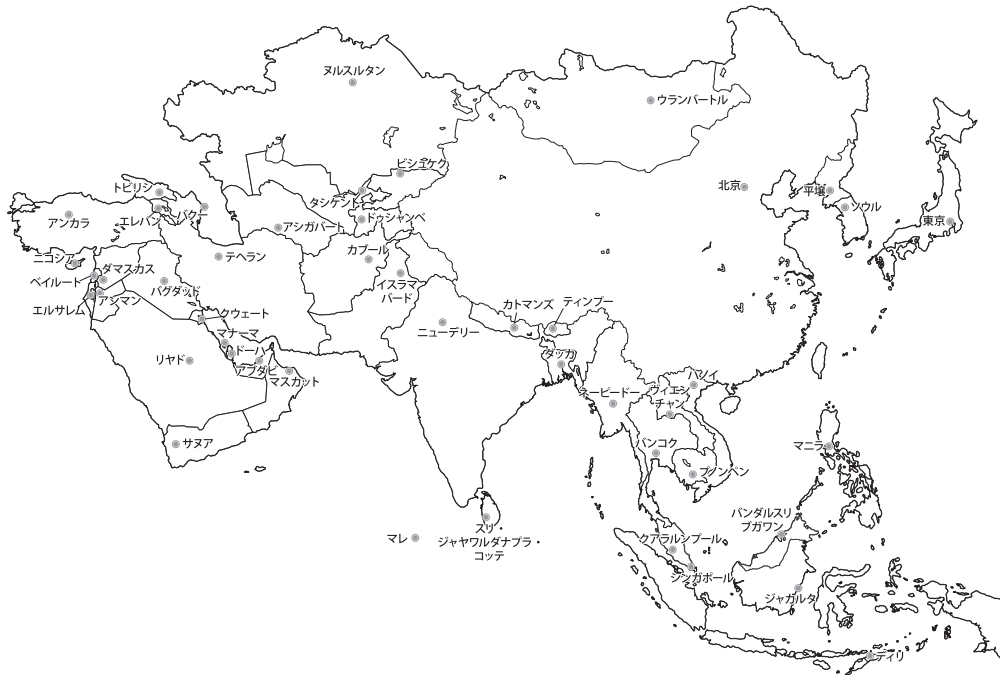 ヌルスルタン
ウランバートル
ビシュケク
北京
平壌
トビリシ
タシケント
ソウル
アンカラ
エレバン
バクー
アシガバート
ドゥシャンベ
東京
カブール
テヘラン
ニコシア
ダマスカス
ベイルート
バグダッド
イスラマ
バード
アンマン
エルサレム
カトマンズ
ティンプー
クウェート
マナーマ
ニューデリー
ドーハ
ダッカ
リヤド
アブダビ
マスカット
ハノイ
ネーピードー
ヴィエン
チャン
サヌア
バンコク
マニラ
プノンペン
バンダルスリ
ブガワン
スリ・
ジャヤワルダナプラ・
コッテ
マレ
クアラルンプール
シンガポール
ジャガルタ
ディリ